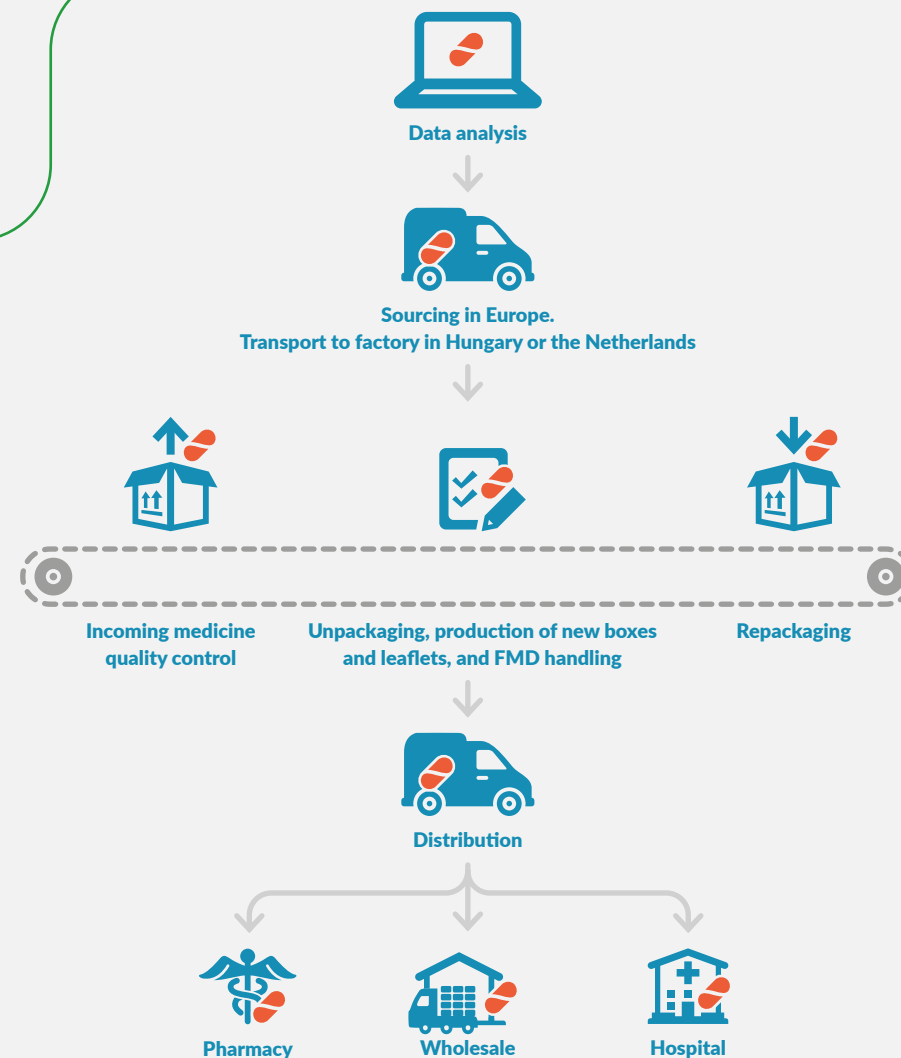 Data analysis
Sourcing in Europe.
Transport to factory in Hungary or the Netherlands
Incoming medicine
quality control
Unpackaging, production of new boxes
and leaflets, and FMD handling
Repackaging
Distribution
Pharmacy
Wholesale
Hospital